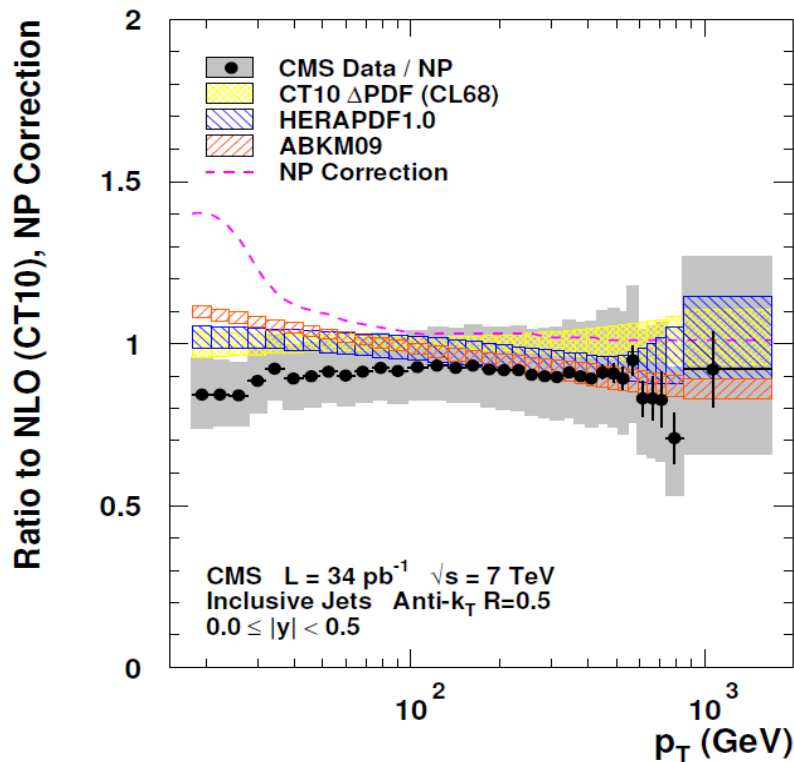 Ratio to NLO (CT10), NP Correction
2
1.5
1
0.5
0
CMS Data / NP
CT10 ΔPDF (CL68)
HERAPDF1.0
ABKM09
NP Correction
CMS L = 34 pb⁻¹ √s = 7 TeV
Inclusive Jets Anti-k_T R=0.5
0.0 ≤ |y| < 0.5
10² 10³
p_T (GeV)